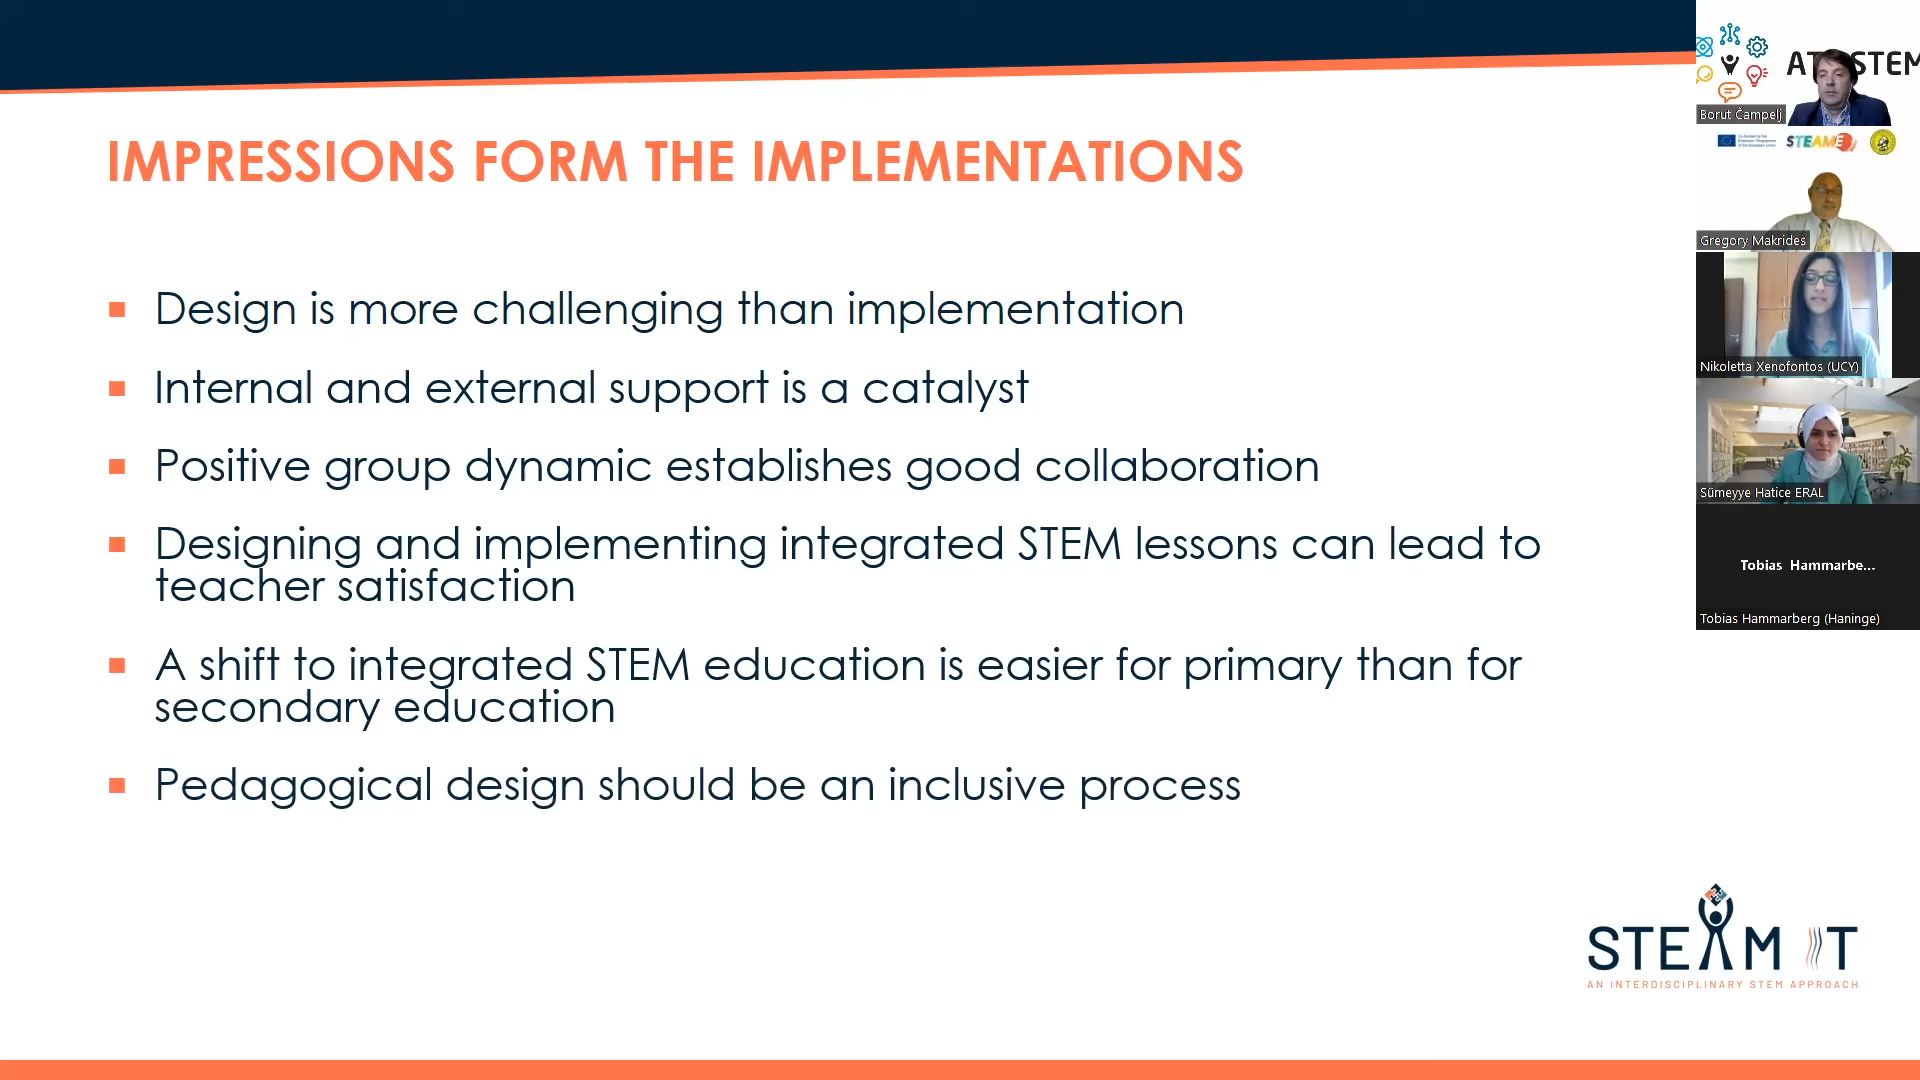 IMPRESSIONS FORM THE IMPLEMENTATIONS
Design is more challenging than implementation
Internal and external support is a catalyst
Positive group dynamic establishes good collaboration
Designing and implementing integrated STEM lessons can lead to
teacher satisfaction
A shift to integrated STEM education is easier for primary than for
secondary education
Pedagogical design should be an inclusive process
STEAM IT
AN INTERDISCIPLINARY STEM APPROACH
Borut Čampelj
STEAME
Gregory Makrides
Nikoletta Xenofontos (UCY)
Sümeyye Hatice ERAL
Tobias Hammarbe...
Tobias Hammarberg (Haninge)